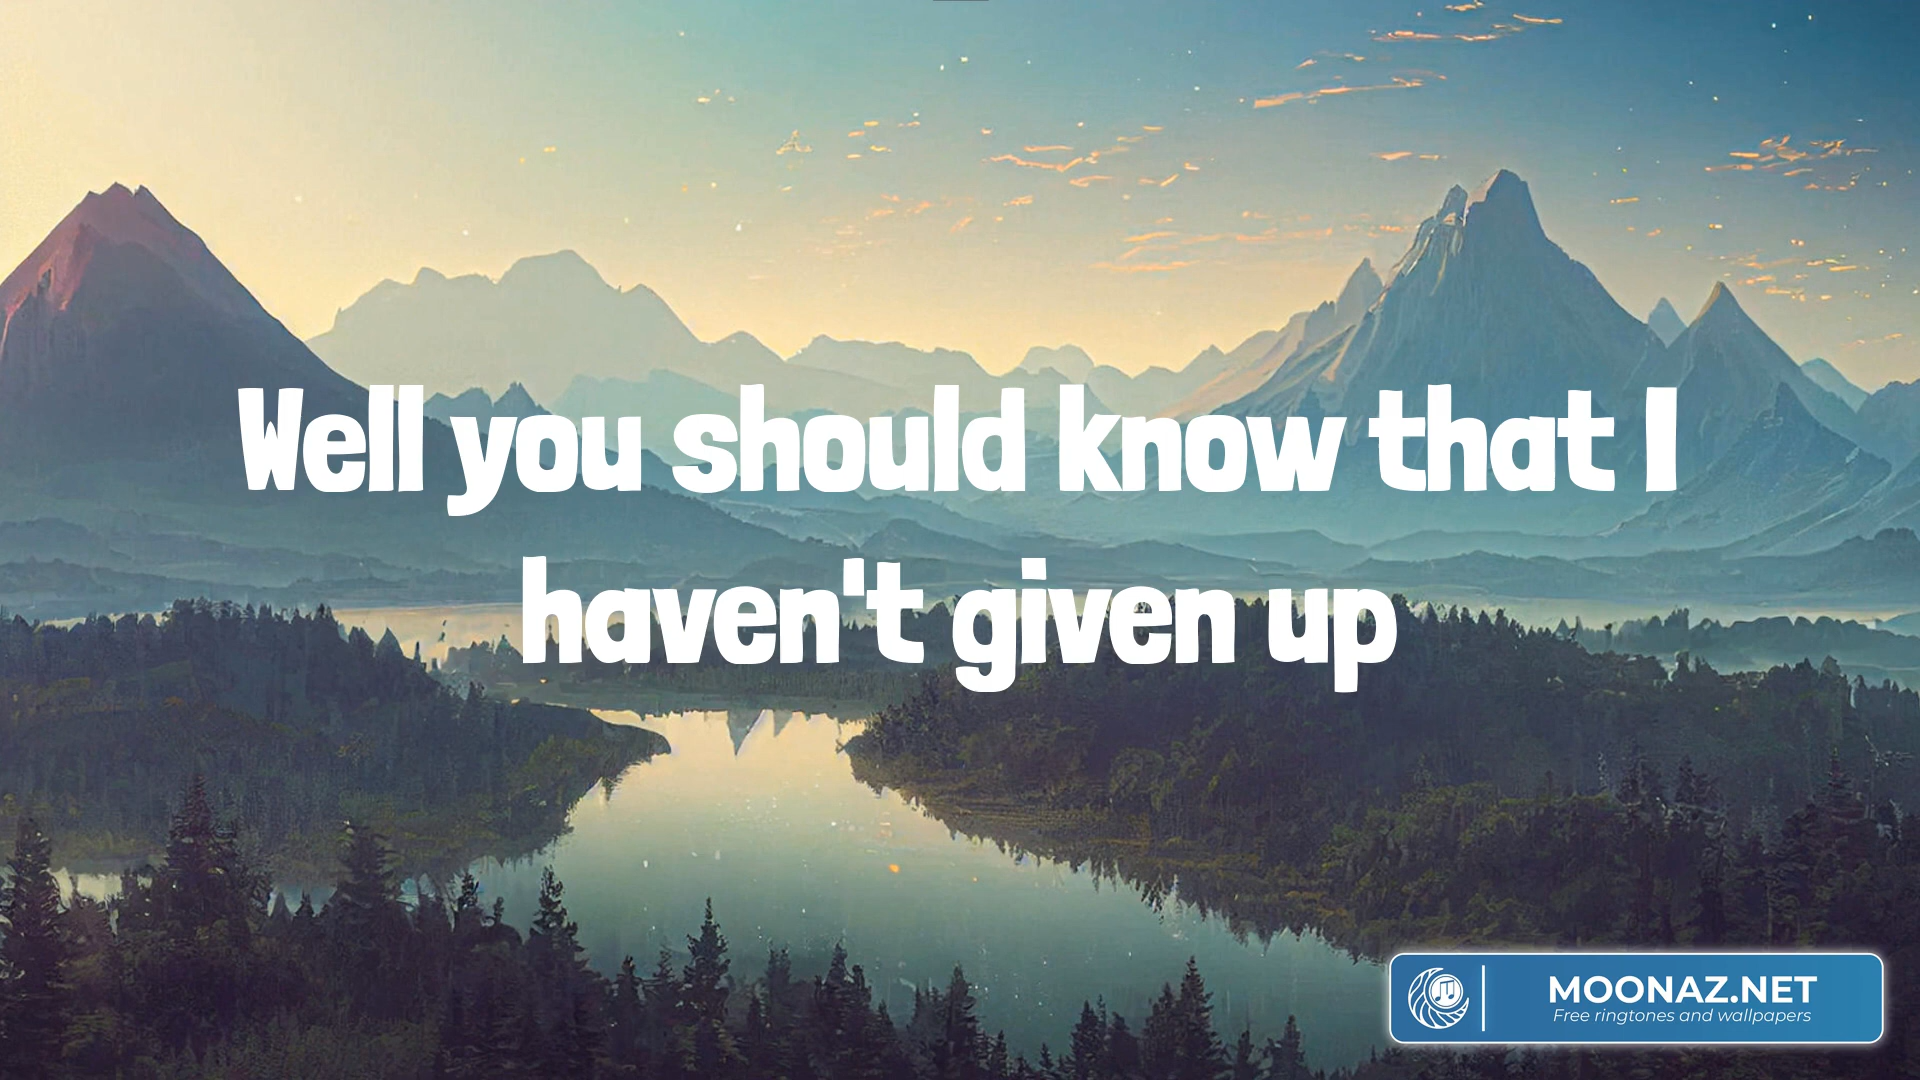 Well you should know that I
haven't given up
MOONAZ.NET
Free ringtones and wallpapers